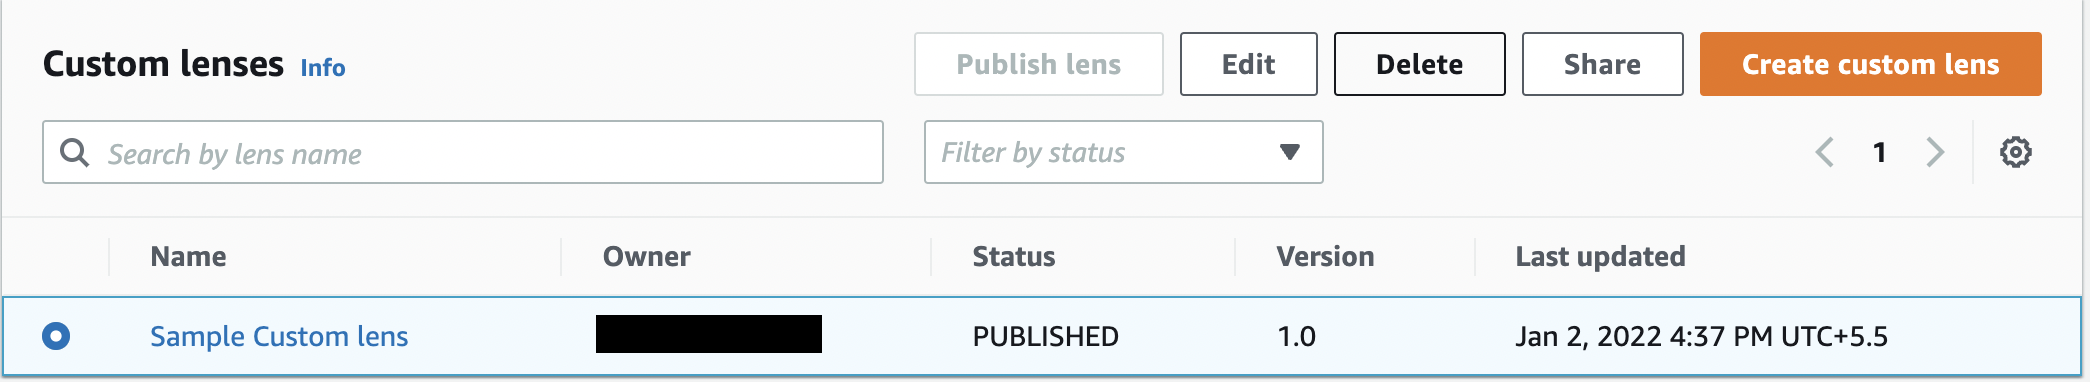 Custom lenses Info Publish lens Edit Delete Share Create custom lens
Search by lens name Filter by status 1
Name Owner Status Version Last updated
Sample Custom lens PUBLISHED 1.0 Jan 2, 2022 4:37 PM UTC+5.5